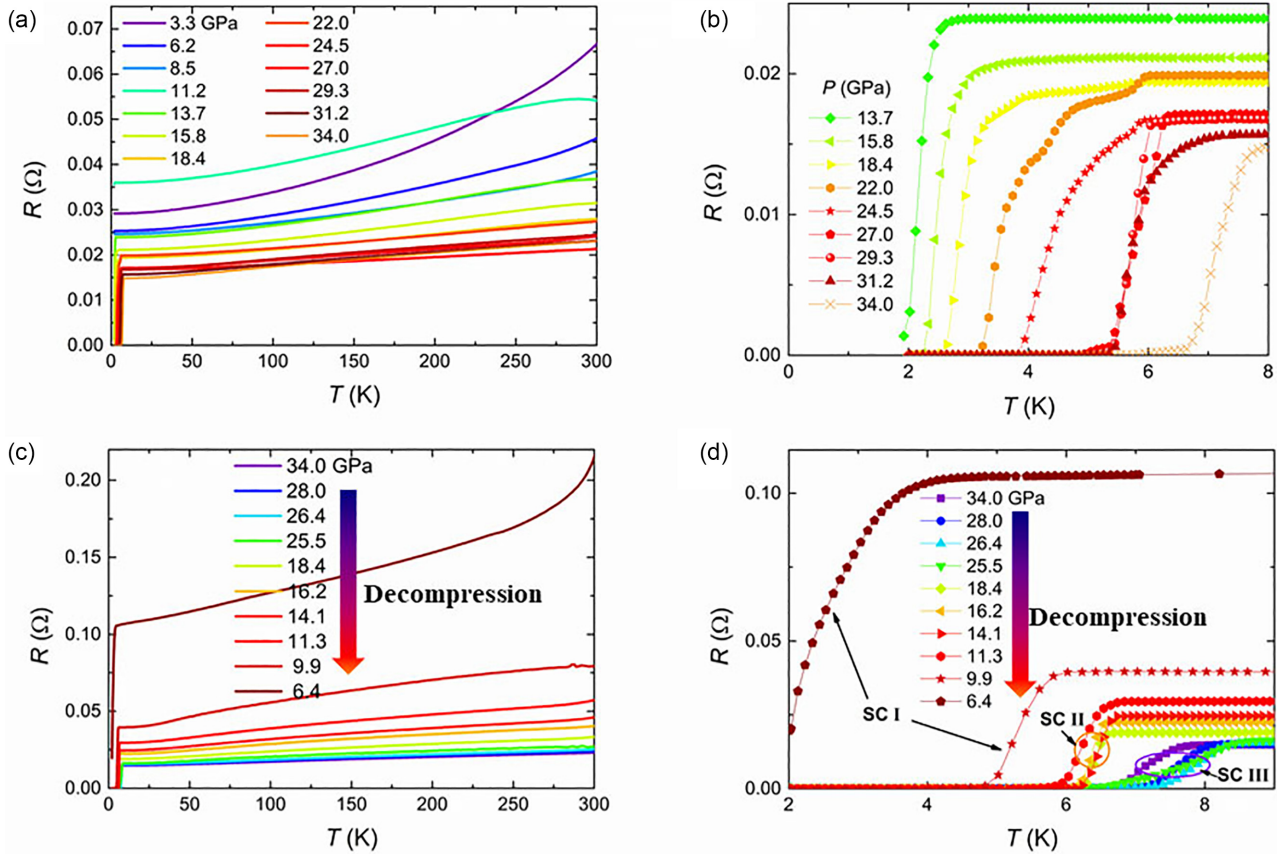 (a)
0.07
0.06
0.05
0.04
0.03
0.02
0.01
0.00
R (Ω)
3.3 GPa
6.2
8.5
11.2
13.7
15.8
18.4
22.0
24.5
27.0
29.3
31.2
34.0
0 50 100 150 200 250 300
T (K)
(b)
0.02
0.01
0.00
R (Ω)
P (GPa)
13.7
15.8
18.4
22.0
24.5
27.0
29.3
31.2
34.0
0 2 4 6 8
T (K)
(c)
0.20
0.15
0.10
0.05
0.00
R (Ω)
34.0 GPa
28.0
26.4
25.5
18.4
16.2
14.1
11.3
9.9
6.4
Decompression
0 50 100 150 200 250 300
T (K)
(d)
0.10
0.05
0.00
R (Ω)
34.0 GPa
28.0
26.4
25.5
18.4
16.2
14.1
11.3
9.9
6.4
Decompression
SC I
SC II
SC III
2 4 6 8
T (K)